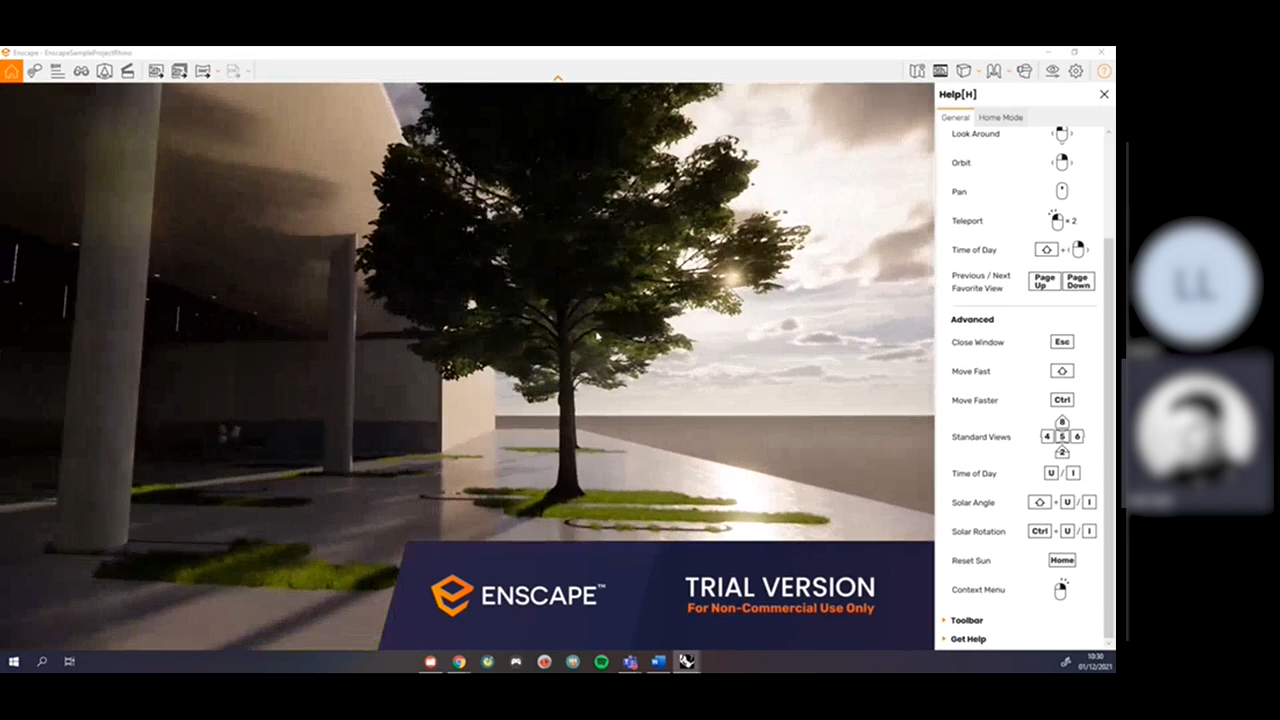 Enscape - EnscapeSampleProjectRhino
Help[H]
General Home Mode
Look Around
Orbit
Pan
Teleport × 2
Time of Day +
Previous / Next
Favorite View
Page Up Page Down
Advanced
Close Window Esc
Move Fast
Move Faster Ctrl
Standard Views 8 4 5 6 2
Time of Day U / I
Solar Angle + U / I
Solar Rotation Ctrl + U / I
Reset Sun Home
Context Menu
Toolbar
Get Help
ENSCAPE™
TRIAL VERSION
For Non-Commercial Use Only
10:30
01/12/2021
LL